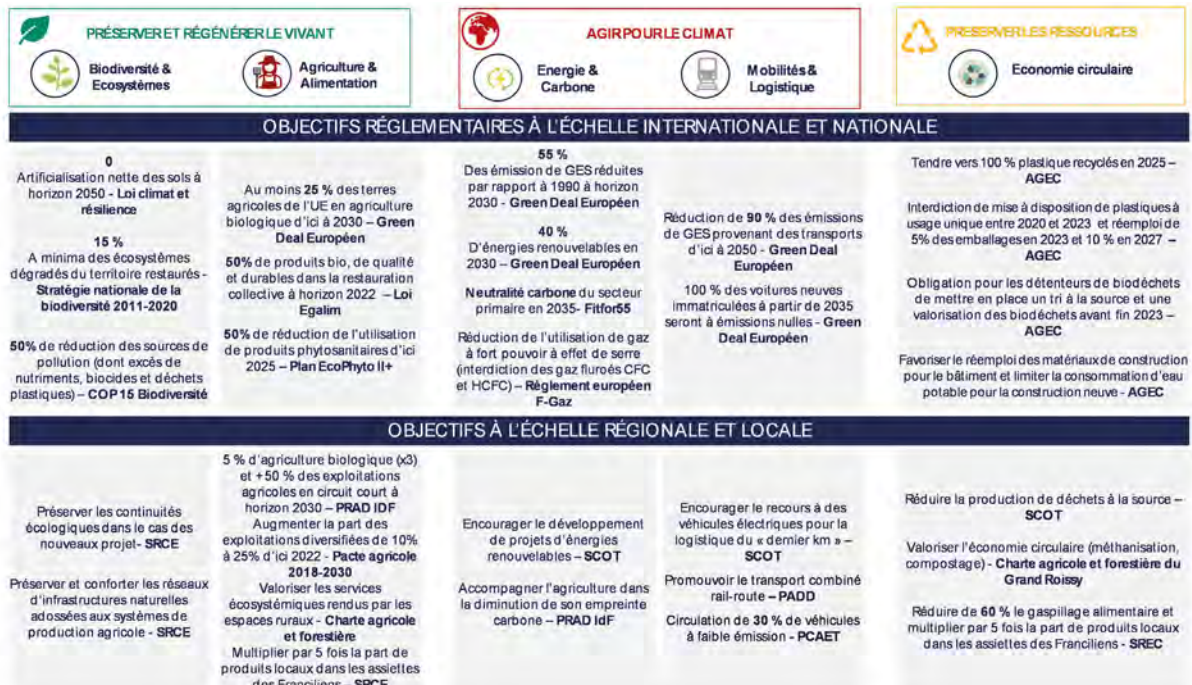 PRÉSERVER ET RÉGÉNÉRER LE VIVANT
Biodiversité &
Ecosystèmes
Agriculture &
Alimentation
AGIR POUR LE CLIMAT
Energie &
Carbone
Mobilités &
Logistique
PRESERVER LES RESSOURCES
Economie circulaire
OBJECTIFS RÉGLEMENTAIRES À L'ÉCHELLE INTERNATIONALE ET NATIONALE
0
Artificialisation nette des sols à
horizon 2050 - Loi climat et
résilience
15 %
A minima des écosystèmes
dégradés du territoire restaurés -
Stratégie nationale de la
biodiversité 2011-2020
50% de réduction des sources de
pollution (dont excès de
nutriments, biocides et déchets
plastiques) – COP 15 Biodiversité
Au moins 25 % des terres
agricoles de l'UE en agriculture
biologique d'ici à 2030 – Green
Deal Européen
50% de produits bio, de qualité
et durables dans la restauration
collective à horizon 2022 – Loi
Egalim
50% de réduction de l'utilisation
de produits phytosanitaires d'ici
2025 – Plan EcoPhyto II+
55 %
Des émission de GES réduites
par rapport à 1990 à horizon
2030 - Green Deal Européen
40 %
D'énergies renouvelables en
2030 – Green Deal Européen
Neutralité carbone du secteur
primaire en 2035- Fitfor55
Réduction de l'utilisation de gaz
à fort pouvoir à effet de serre
(interdiction des gaz fluroés CFC
et HCFC) – Règlement européen
F-Gaz
Réduction de 90 % des émissions
de GES provenant des transports
d'ici à 2050 - Green Deal
Européen
100 % des voitures neuves
immatriculées à partir de 2035
seront à émissions nulles - Green
Deal Européen
Tendre vers 100 % plastique recyclés en 2025 –
AGEC
Interdiction de mise à disposition de plastiques à
usage unique entre 2020 et 2023 et réemploi de
5% des emballages en 2023 et 10 % en 2027 –
AGEC
Obligation pour les détenteurs de biodéchets
de mettre en place un tri à la source et une
valorisation des biodéchets avant fin 2023 –
AGEC
Favoriser le réemploi des matériaux de construction
pour le bâtiment et limiter la consommation d'eau
potable pour la construction neuve - AGEC
OBJECTIFS À L'ÉCHELLE RÉGIONALE ET LOCALE
Préserver les continuités
écologiques dans le cas des
nouveaux projet- SRCE
Préserver et conforter les réseaux
d'infrastructures naturelles
adossées aux systèmes de
production agricole - SRCE
5 % d'agriculture biologique (x3)
et +50 % des exploitations
agricoles en circuit court à
horizon 2030 – PRAD IDF
Augmenter la part des
exploitations diversifiées de 10%
à 25% d'ici 2022 - Pacte agricole
2018-2030
Valoriser les services
écosystémiques rendus par les
espaces ruraux - Charte agricole
et forestière
Multiplier par 5 fois la part de
produits locaux dans les assiettes
des Franciliens - SRCE
Encourager le développement
de projets d'énergies
renouvelables – SCOT
Accompagner l'agriculture dans
la diminution de son empreinte
carbone – PRAD IdF
Encourager le recours à des
véhicules électriques pour la
logistique du « dernier km » –
SCOT
Promouvoir le transport combiné
rail-route – PADD
Circulation de 30 % de véhicules
à faible émission - PCAET
Réduire la production de déchets à la source –
SCOT
Valoriser l'économie circulaire (méthanisation,
compostage) - Charte agricole et forestière du
Grand Roissy
Réduire de 60 % le gaspillage alimentaire et
multiplier par 5 fois la part de produits locaux
dans les assiettes des Franciliens - SREC